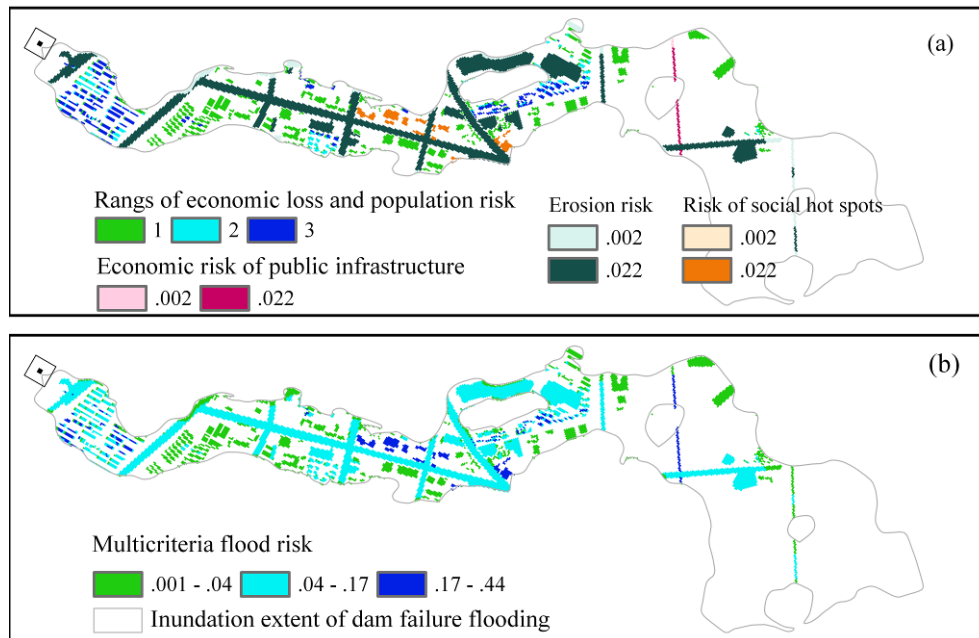 (a)
Rangs of economic loss and population risk
1 2 3
Economic risk of public infrastructure
.002 .022
Erosion risk
.002
.022
Risk of social hot spots
.002
.022
(b)
Multicriteria flood risk
.001 - .04 .04 - .17 .17 - .44
Inundation extent of dam failure flooding